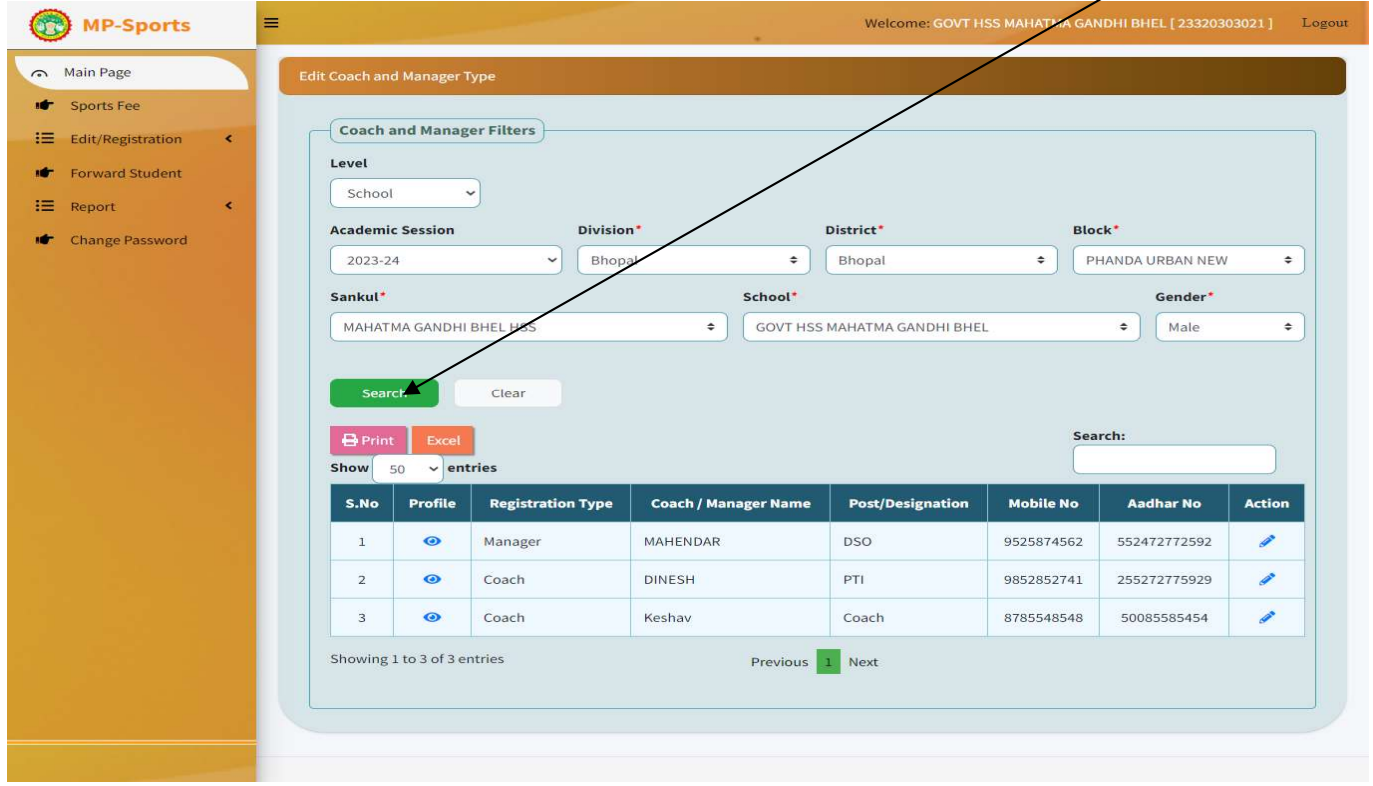 MP-Sports
Welcome: GOVT HSS MAHATMA GANDHI BHEL [ 23320303021 ] Logout
Main Page
Sports Fee
Edit/Registration
Forward Student
Report
Change Password
Edit Coach and Manager Type
Coach and Manager Filters
Level
School
Academic Session Division* District* Block*
2023-24 Bhopal Bhopal PHANDA URBAN NEW
Sankul* School* Gender*
MAHATMA GANDHI BHEL HSS GOVT HSS MAHATMA GANDHI BHEL Male
Search Clear
Print Excel Search:
Show 50 entries
S.No Profile Registration Type Coach / Manager Name Post/Designation Mobile No Aadhar No Action
1 Manager MAHENDAR DSO 9525874562 552472772592
2 Coach DINESH PTI 9852852741 255272775929
3 Coach Keshav Coach 8785548548 50085585454
Showing 1 to 3 of 3 entries Previous 1 Next